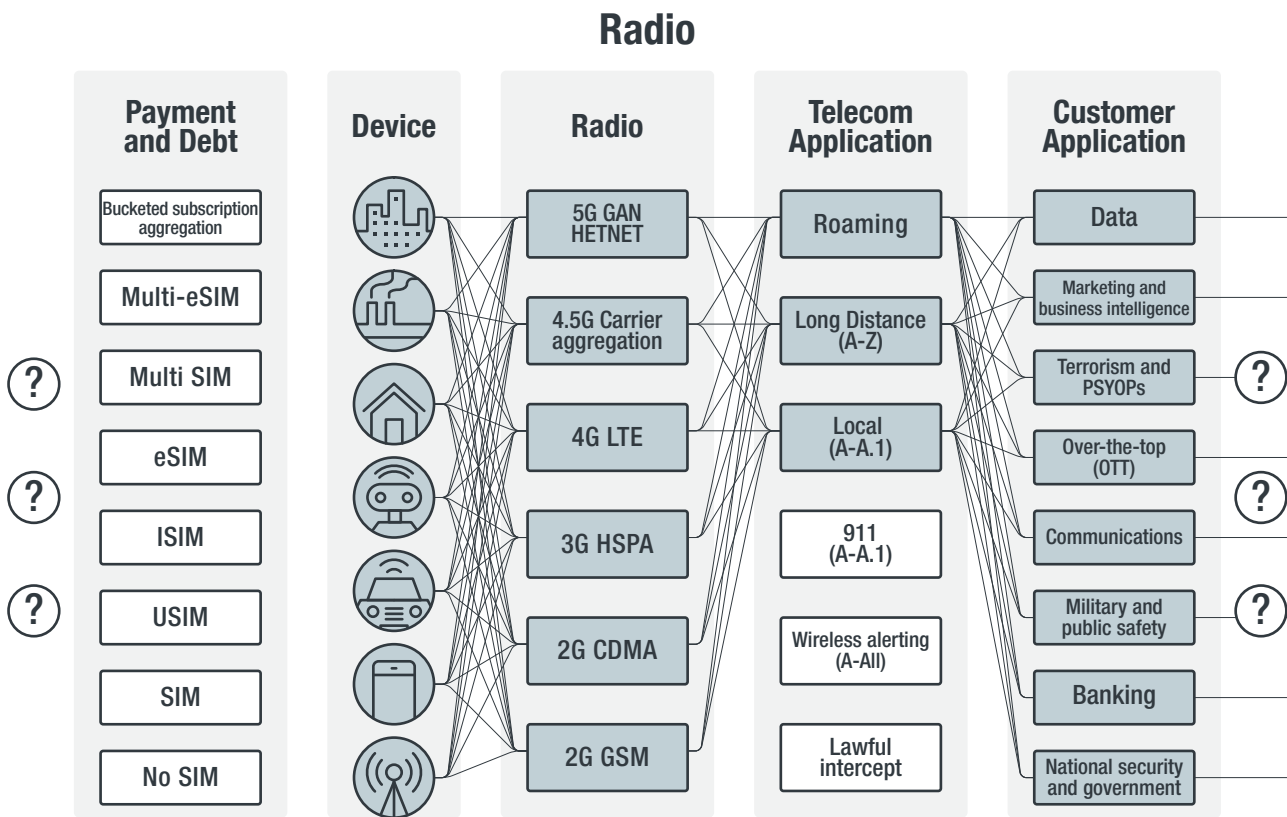 Radio
Payment
and Debt
Bucketed subscription
aggregation
Multi-eSIM
Multi SIM
eSIM
ISIM
USIM
SIM
No SIM
?
?
?
Device
Radio
5G GAN
HETNET
4.5G Carrier
aggregation
4G LTE
3G HSPA
2G CDMA
2G GSM
Telecom
Application
Roaming
Long Distance
(A-Z)
Local
(A-A.1)
911
(A-A.1)
Wireless alerting
(A-All)
Lawful
intercept
Customer
Application
Data
Marketing and
business intelligence
Terrorism and
PSYOPs
Over-the-top
(OTT)
Communications
Military and
public safety
Banking
National security
and government
?
?
?